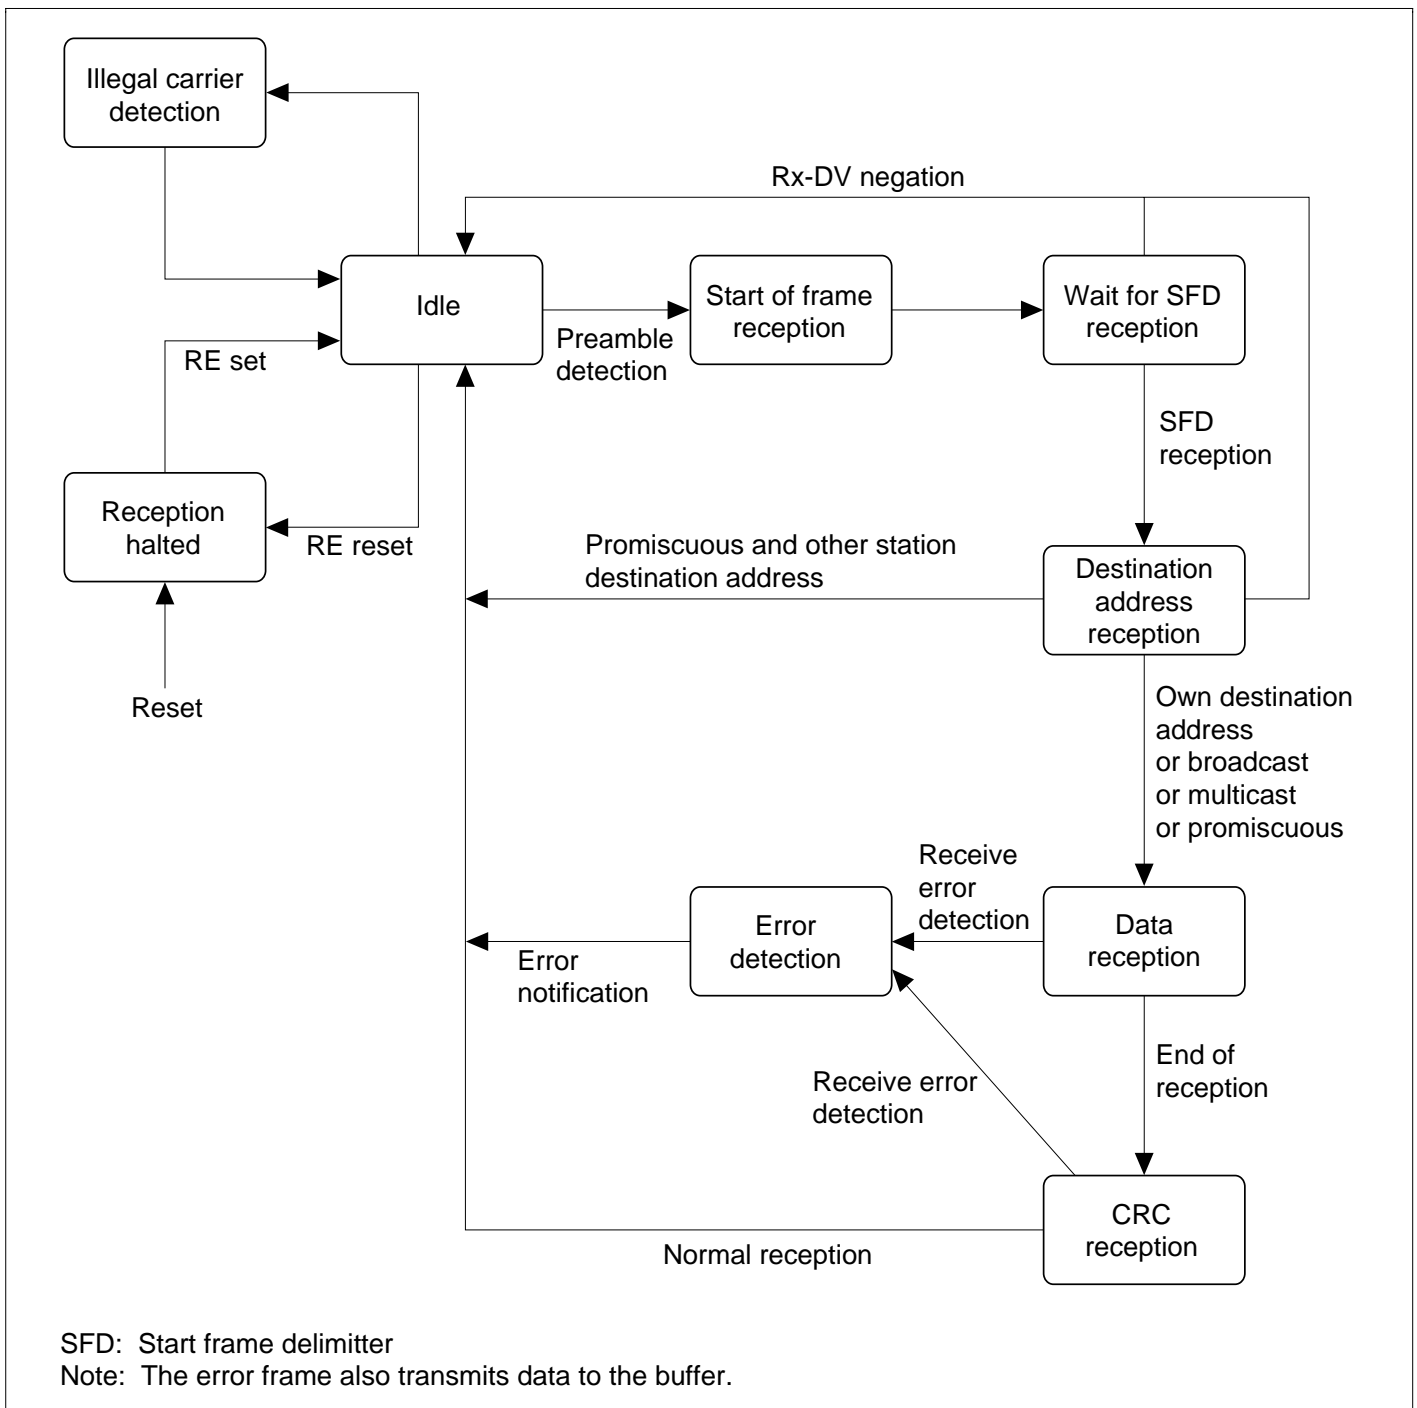 Illegal carrier
detection
Rx-DV negation
Idle
Start of frame
reception
Wait for SFD
reception
Preamble
detection
RE set
SFD
reception
Reception
halted
RE reset
Promiscuous and other station
destination address
Destination
address
reception
Reset
Own destination
address
or broadcast
or multicast
or promiscuous
Receive
error
detection
Error
detection
Data
reception
Error
notification
Receive error
detection
End of
reception
CRC
reception
Normal reception
SFD: Start frame delimitter
Note: The error frame also transmits data to the buffer.